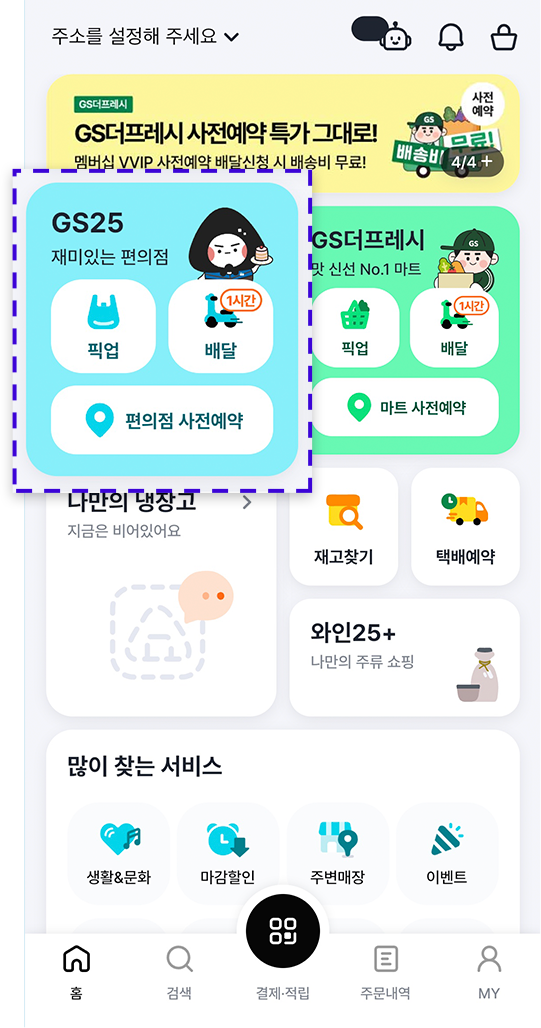 주소를 설정해 주세요
GS더프레시
GS더프레시 사전예약 특가 그대로!
멤버십 VVIP 사전예약 배달신청 시 배송비 무료!
사전
예약
GS
배송비 무료!
4/4 +
GS25
재미있는 편의점
픽업
1시간
배달
편의점 사전예약
GS더프레시
맛 신선 No.1 마트
GS
픽업
1시간
배달
마트 사전예약
나만의 냉장고
지금은 비어있어요
재고찾기
택배예약
와인25+
나만의 주류 쇼핑
많이 찾는 서비스
생활&문화
마감할인
주변매장
이벤트
홈
검색
결제·적립
주문내역
MY